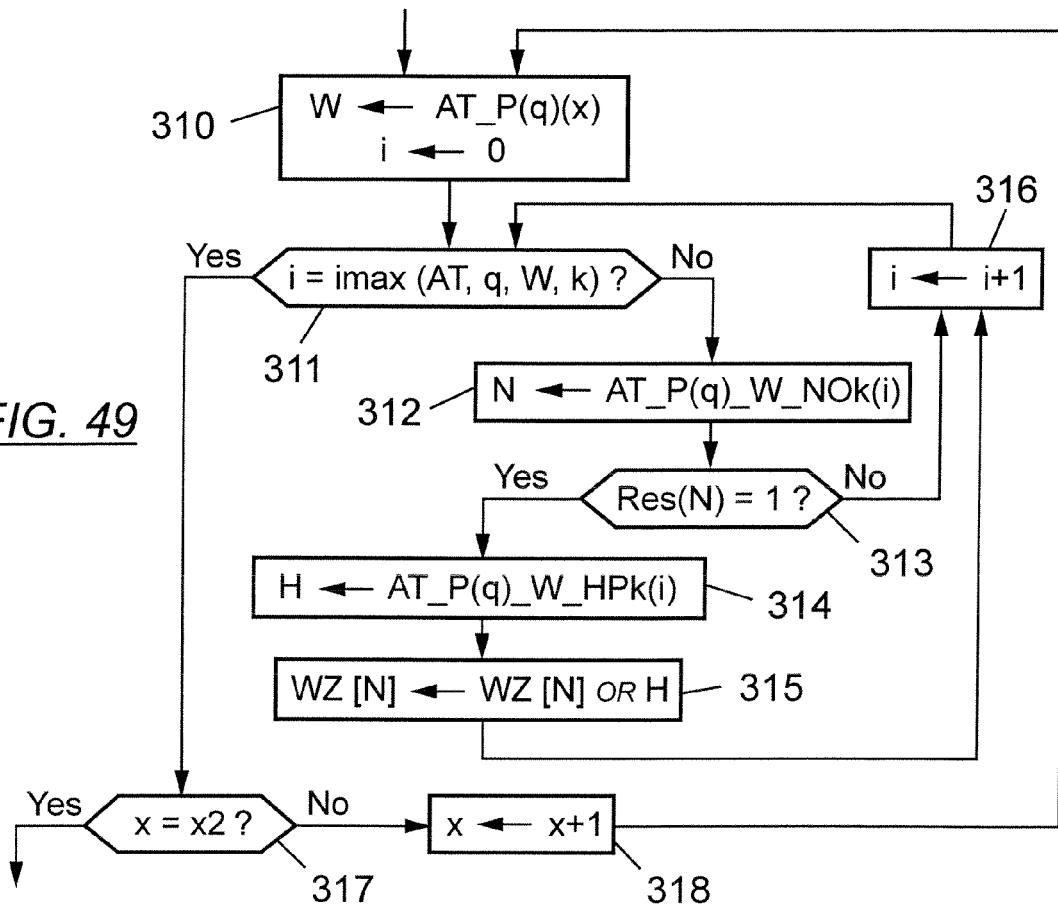 W ← AT_P(q)(x)
i ← 0
310
316
Yes
i = imax (AT, q, W, k) ?
No
i ← i+1
311
N ← AT_P(q)_W_NOk(i)
312
FIG. 49
Yes
Res(N) = 1 ?
No
313
H ← AT_P(q)_W_HPk(i)
314
WZ [N] ← WZ [N] OR H
315
Yes
x = x2 ?
No
x ← x+1
317
318